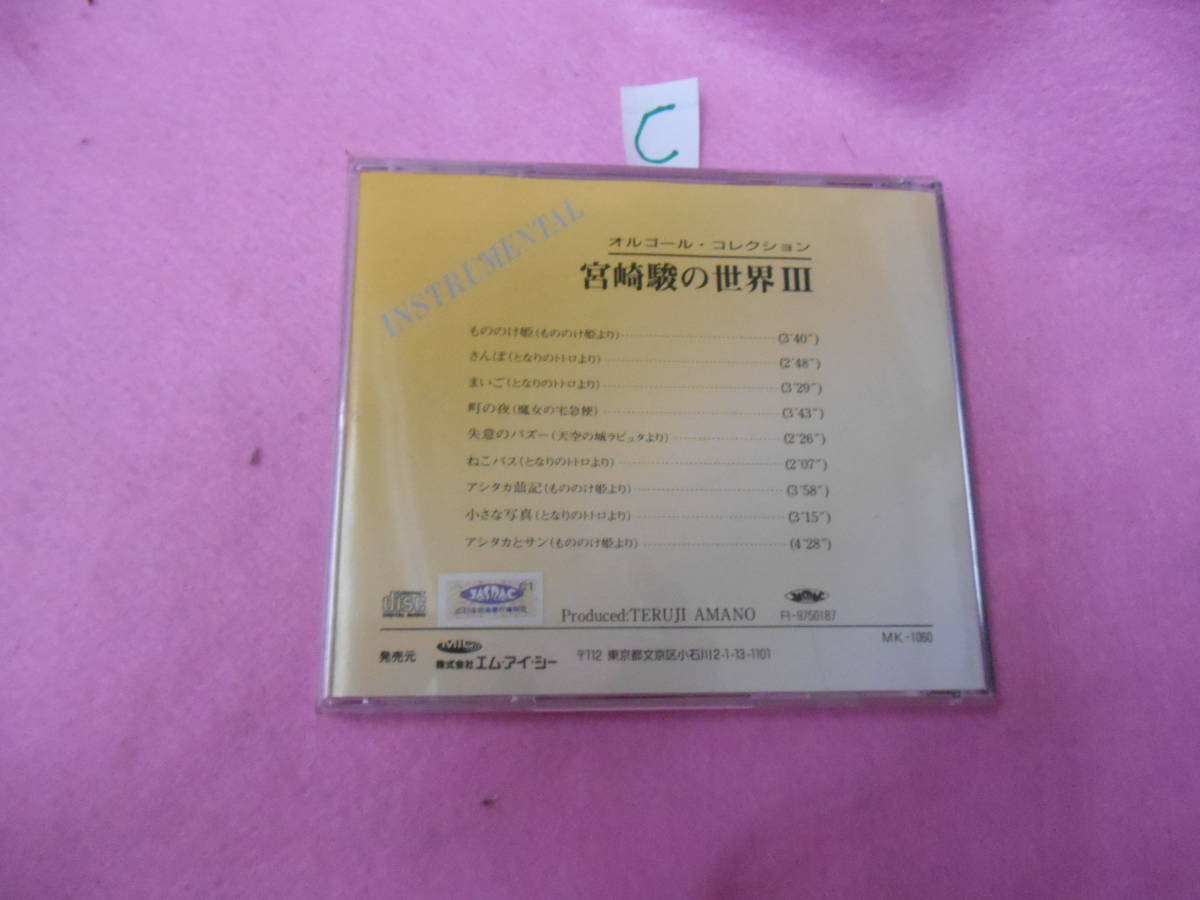 C
INSTRUMENTAL
オルゴール・コレクション
宮崎駿の世界 III
もののけ姫(もののけ姫より) (3'40")
さんぽ(となりのトトロより) (2'48")
まいご(となりのトトロより) (3'29")
町の夜(魔女の宅急便) (3'43")
失意のパズー(天空の城ラピュタより) (2'26")
ねこバス(となりのトトロより) (2'07")
アシタカ𦻙記(もののけ姫より) (3'58")
小さな写真(となりのトトロより) (3'15")
アシタカとサン(もののけ姫より) (4'28")
disc
DIGITAL AUDIO
JASRAC
C1
Produced:TERUJI AMANO
R-9750187
MK-1060
発売元
MIC
株式会社エム・アイ・シー
〒112 東京都文京区小石川2-1-13-1101